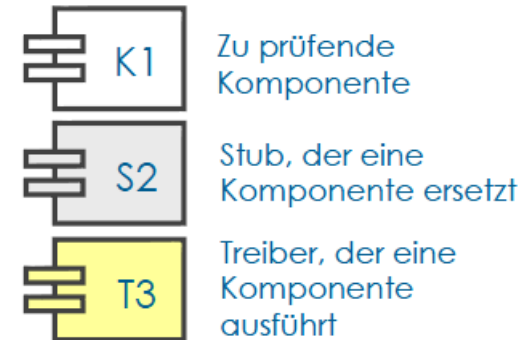 K1
Zu prüfende
Komponente
S2
Stub, der eine
Komponente ersetzt
T3
Treiber, der eine
Komponente
ausführt